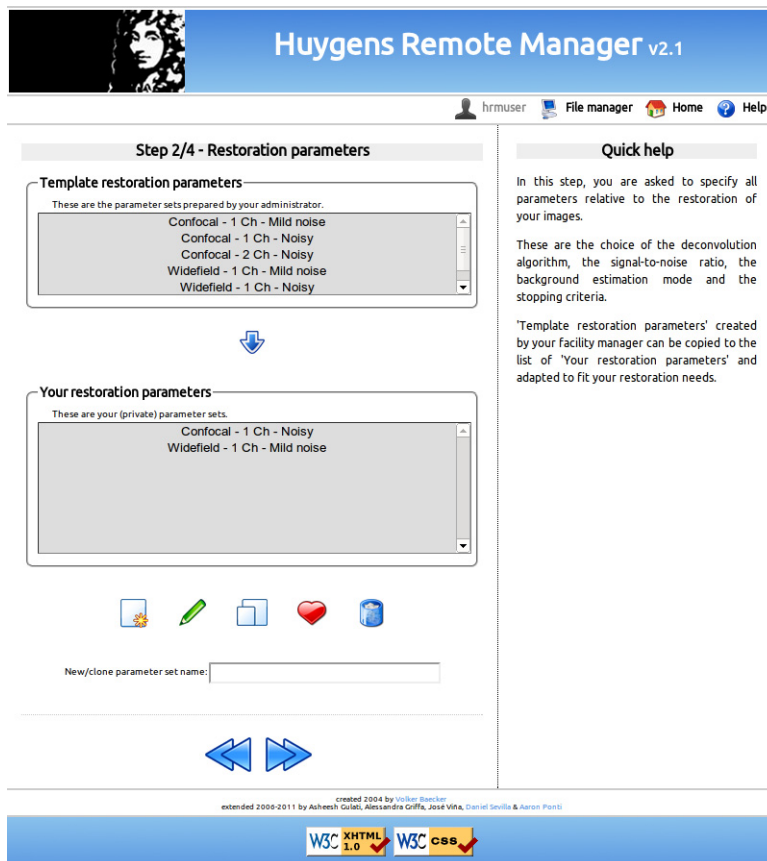 Huygens Remote Manager v2.1
hrmuser File manager Home Help
Step 2/4 - Restoration parameters
Template restoration parameters
These are the parameter sets prepared by your administrator.
Confocal - 1 Ch - Mild noise
Confocal - 1 Ch - Noisy
Confocal - 2 Ch - Noisy
Widefield - 1 Ch - Mild noise
Widefield - 1 Ch - Noisy
Your restoration parameters
These are your (private) parameter sets.
Confocal - 1 Ch - Noisy
Widefield - 1 Ch - Mild noise
New/clone parameter set name:
Quick help
In this step, you are asked to specify all
parameters relative to the restoration of
your images.
These are the choice of the deconvolution
algorithm, the signal-to-noise ratio, the
background estimation mode and the
stopping criteria.
'Template restoration parameters' created
by your facility manager can be copied to the
list of 'Your restoration parameters' and
adapted to fit your restoration needs.
created 2004 by Volker Baecker
extended 2006-2011 by Asheesh Gulati, Alessandra Griffa, José Viña, Daniel Sevilla & Aaron Ponti
W3C XHTML 1.0 W3C css